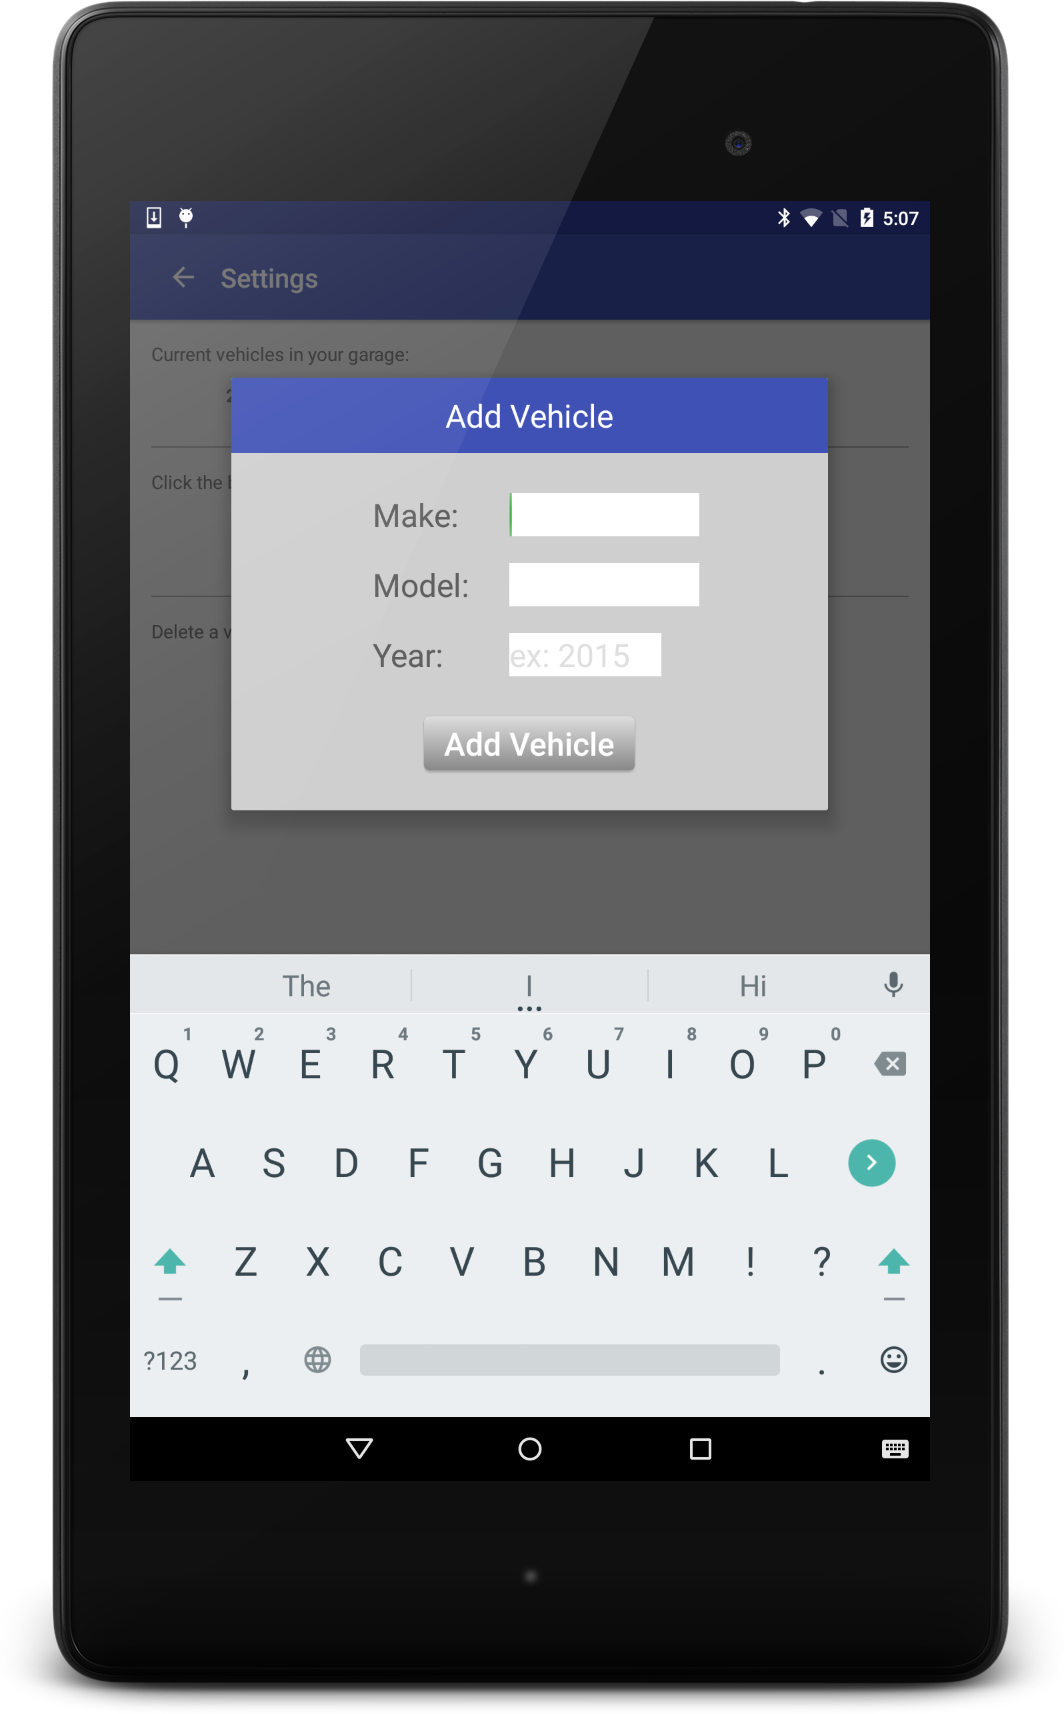 5:07
Settings
Current vehicles in your garage:
Add Vehicle
Click the
Make:
Model:
Delete a
Year:
ex: 2015
Add Vehicle
The
I
Hi
1 2 3 4 5 6 7 8 9 0
Q W E R T Y U I O P
A S D F G H J K L
Z X C V B N M ! ?
?123 , .